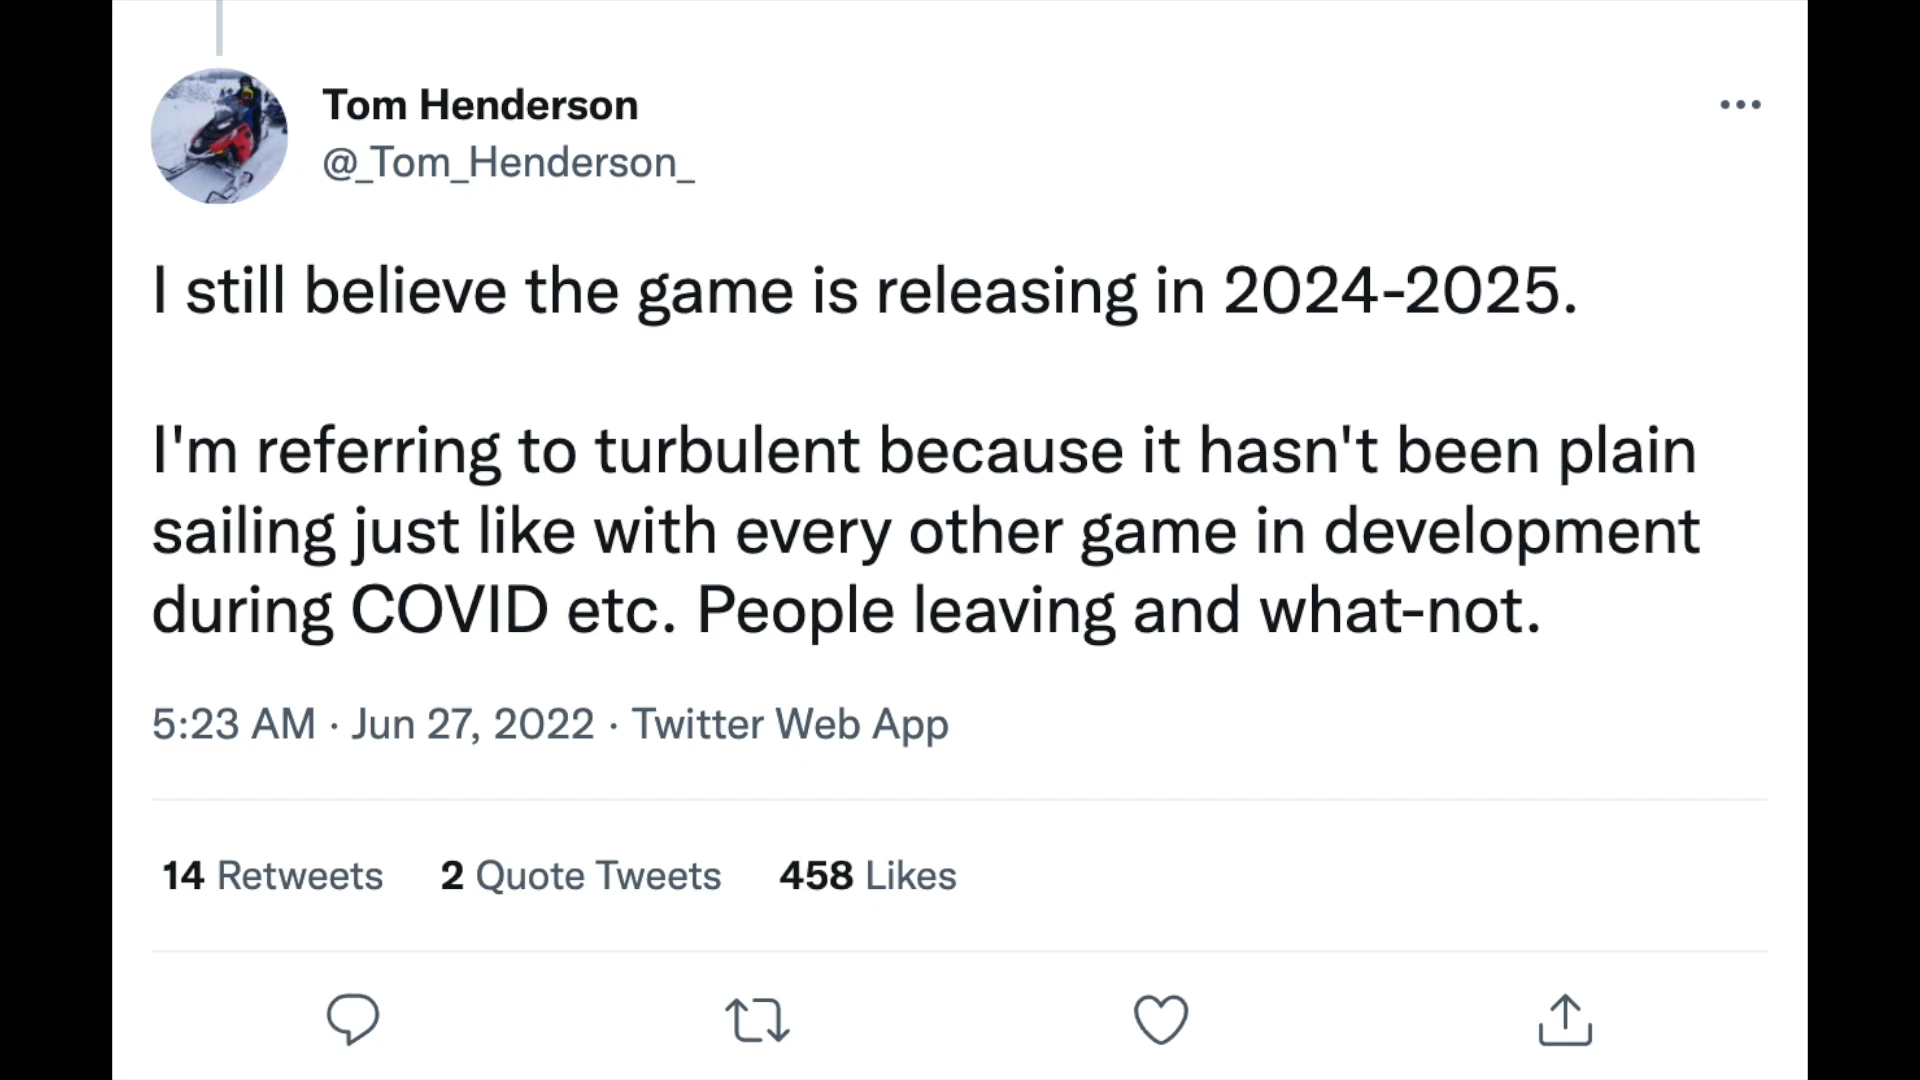 Tom Henderson
@_Tom_Henderson_
I still believe the game is releasing in 2024-2025.
I'm referring to turbulent because it hasn't been plain
sailing just like with every other game in development
during COVID etc. People leaving and what-not.
5:23 AM · Jun 27, 2022 · Twitter Web App
14 Retweets 2 Quote Tweets 458 Likes